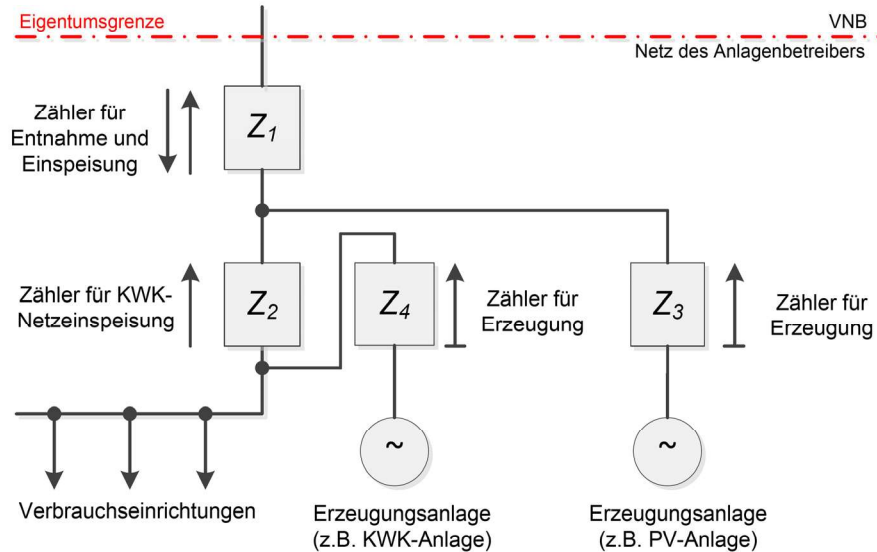 Eigentumsgrenze
VNB
Netz des Anlagenbetreibers
Zähler für
Entnahme und
Einspeisung
Z1
Zähler für KWK-
Netzeinspeisung
Z2
Z4
Zähler für
Erzeugung
Z3
Zähler für
Erzeugung
~
~
Verbrauchseinrichtungen
Erzeugungsanlage
(z.B. KWK-Anlage)
Erzeugungsanlage
(z.B. PV-Anlage)